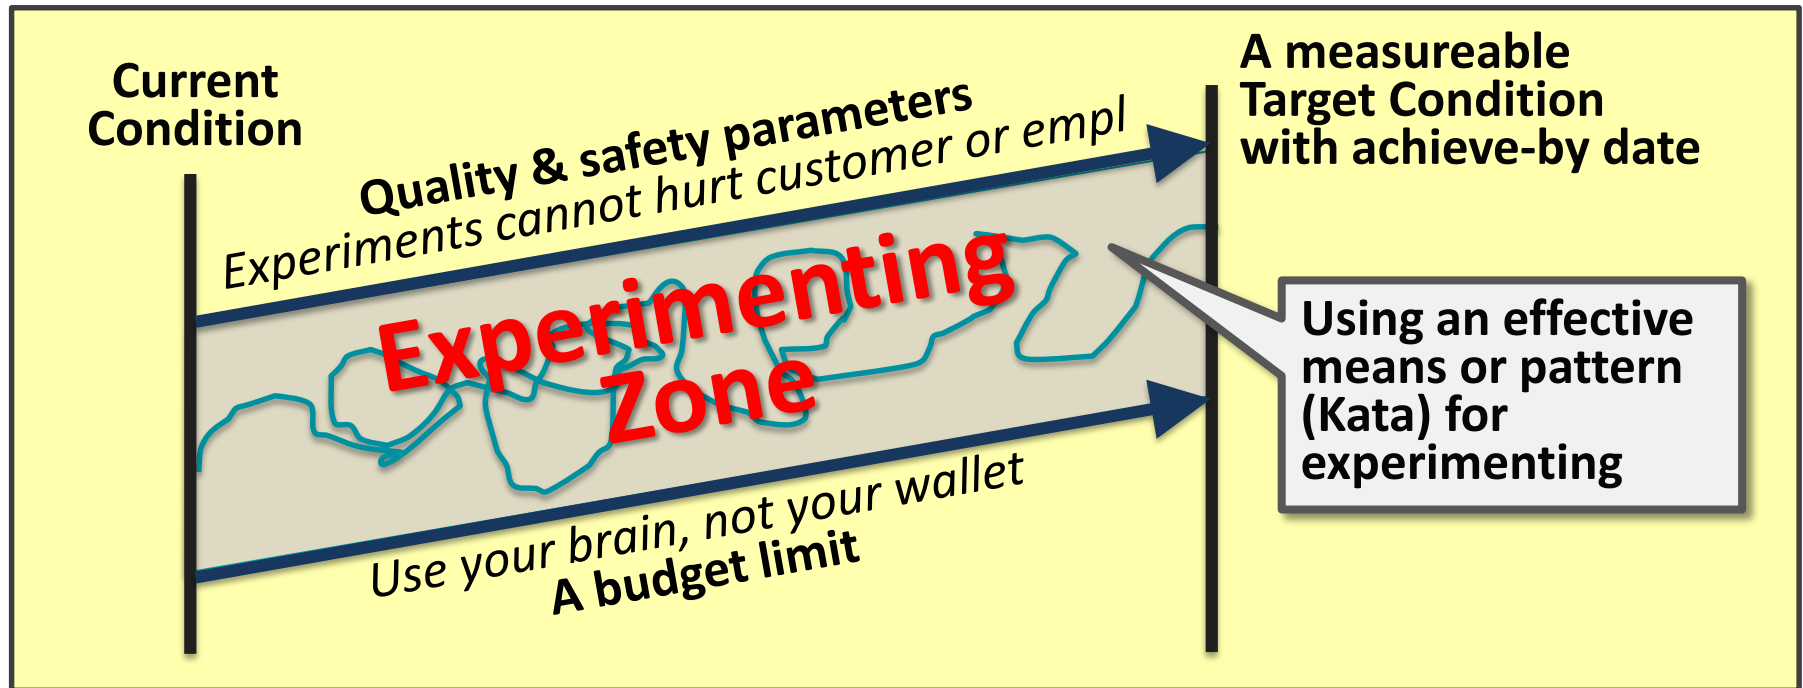 Current
Condition
Quality & safety parameters
Experiments cannot hurt customer or empl
A measureable
Target Condition
with achieve-by date
Experimenting
Zone
Using an effective
means or pattern
(Kata) for
experimenting
Use your brain, not your wallet
A budget limit